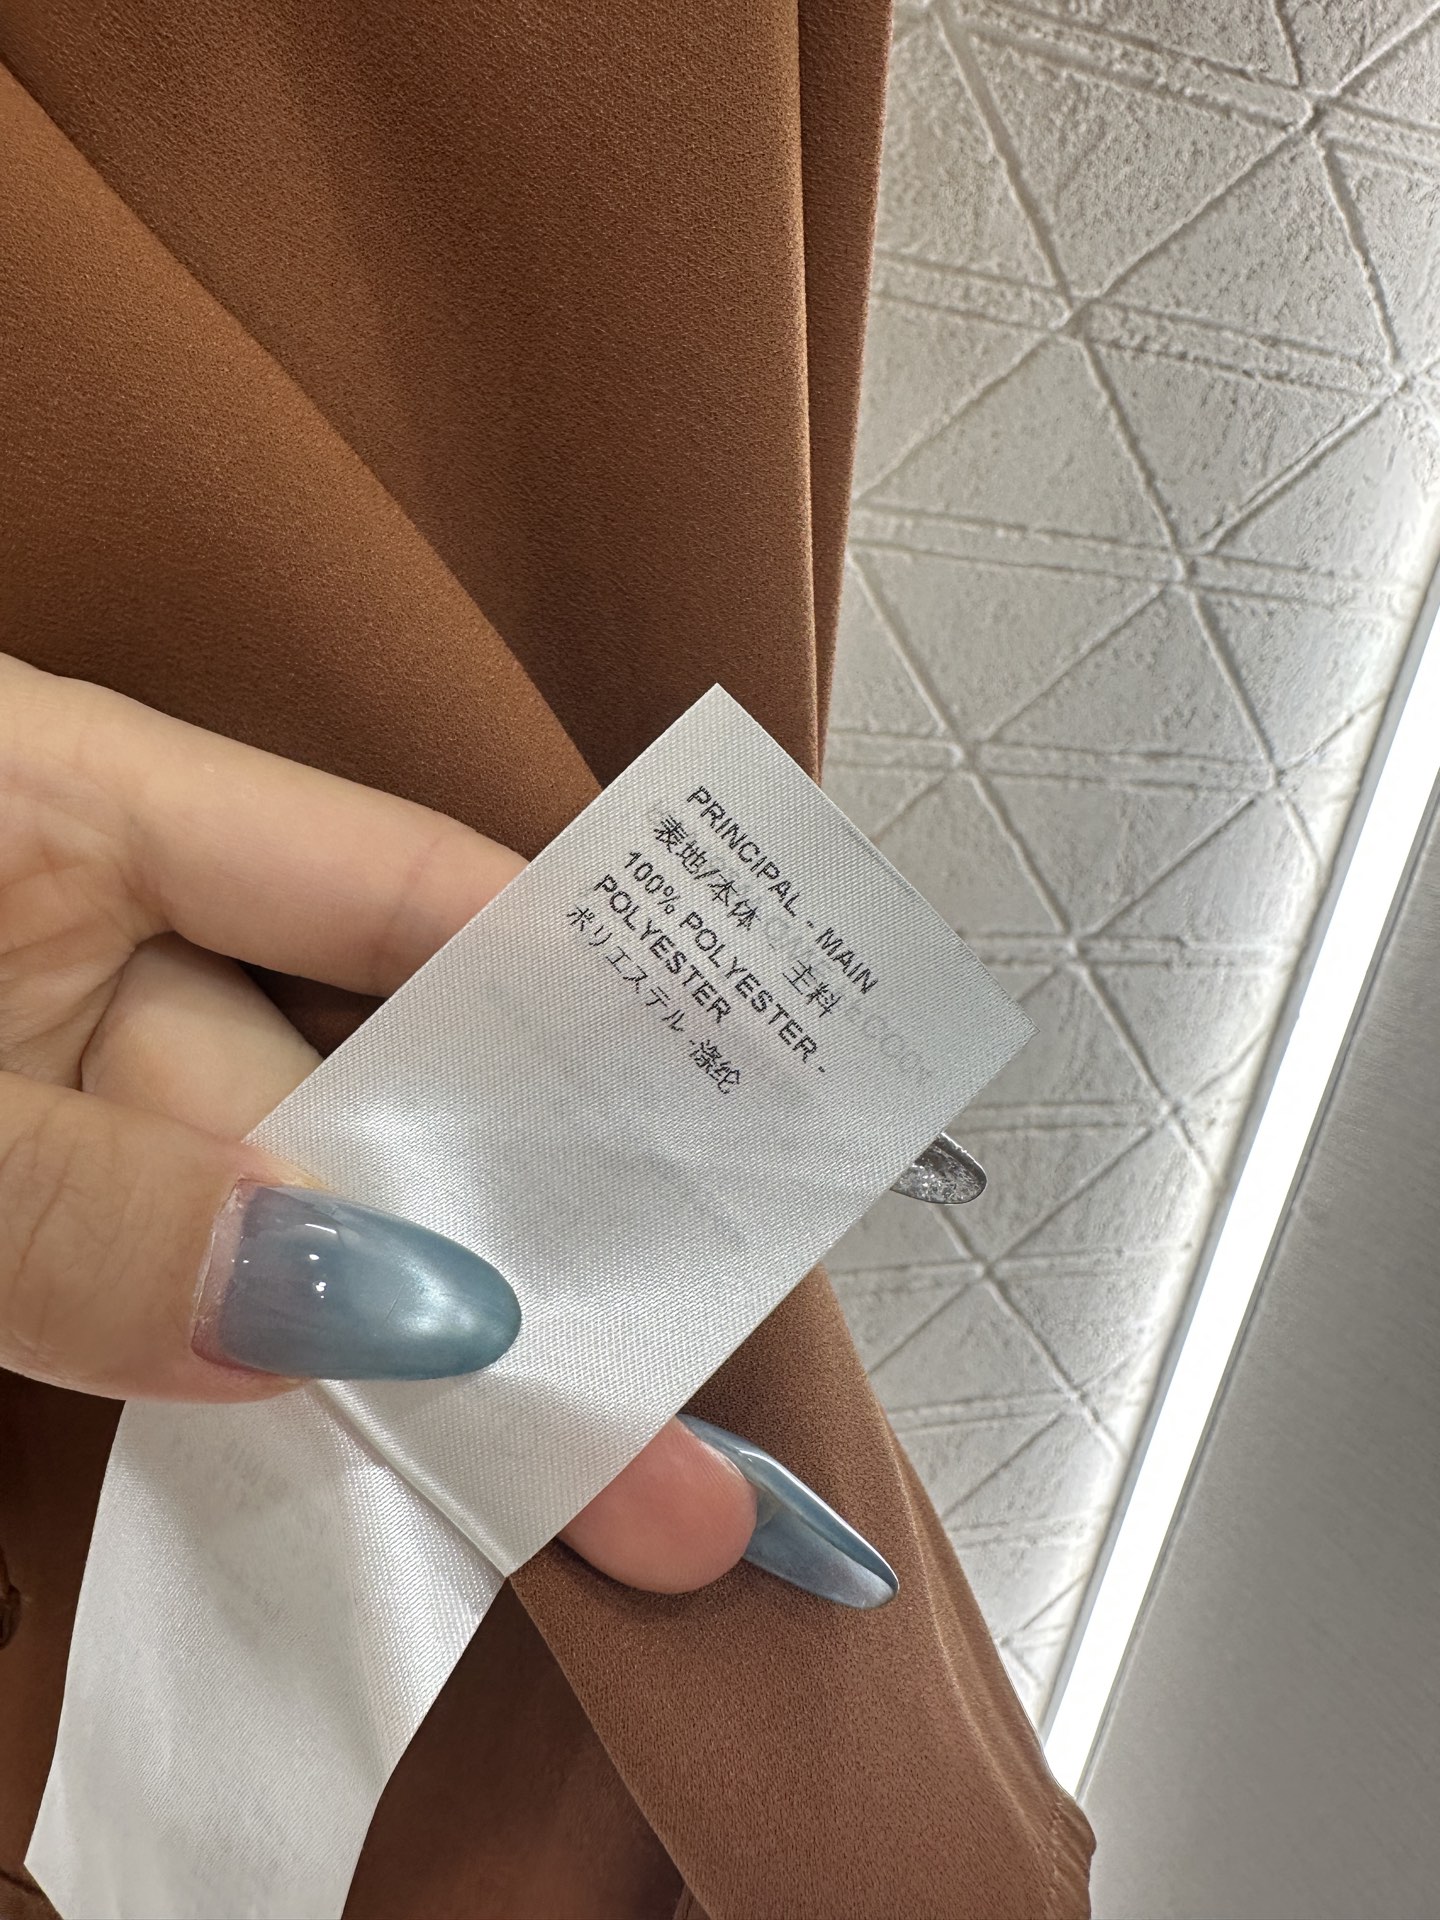 PRINCIPAL - MAIN
表地/本体 主料
100% POLYESTER -
POLYESTER
ポリエステル -涤纶